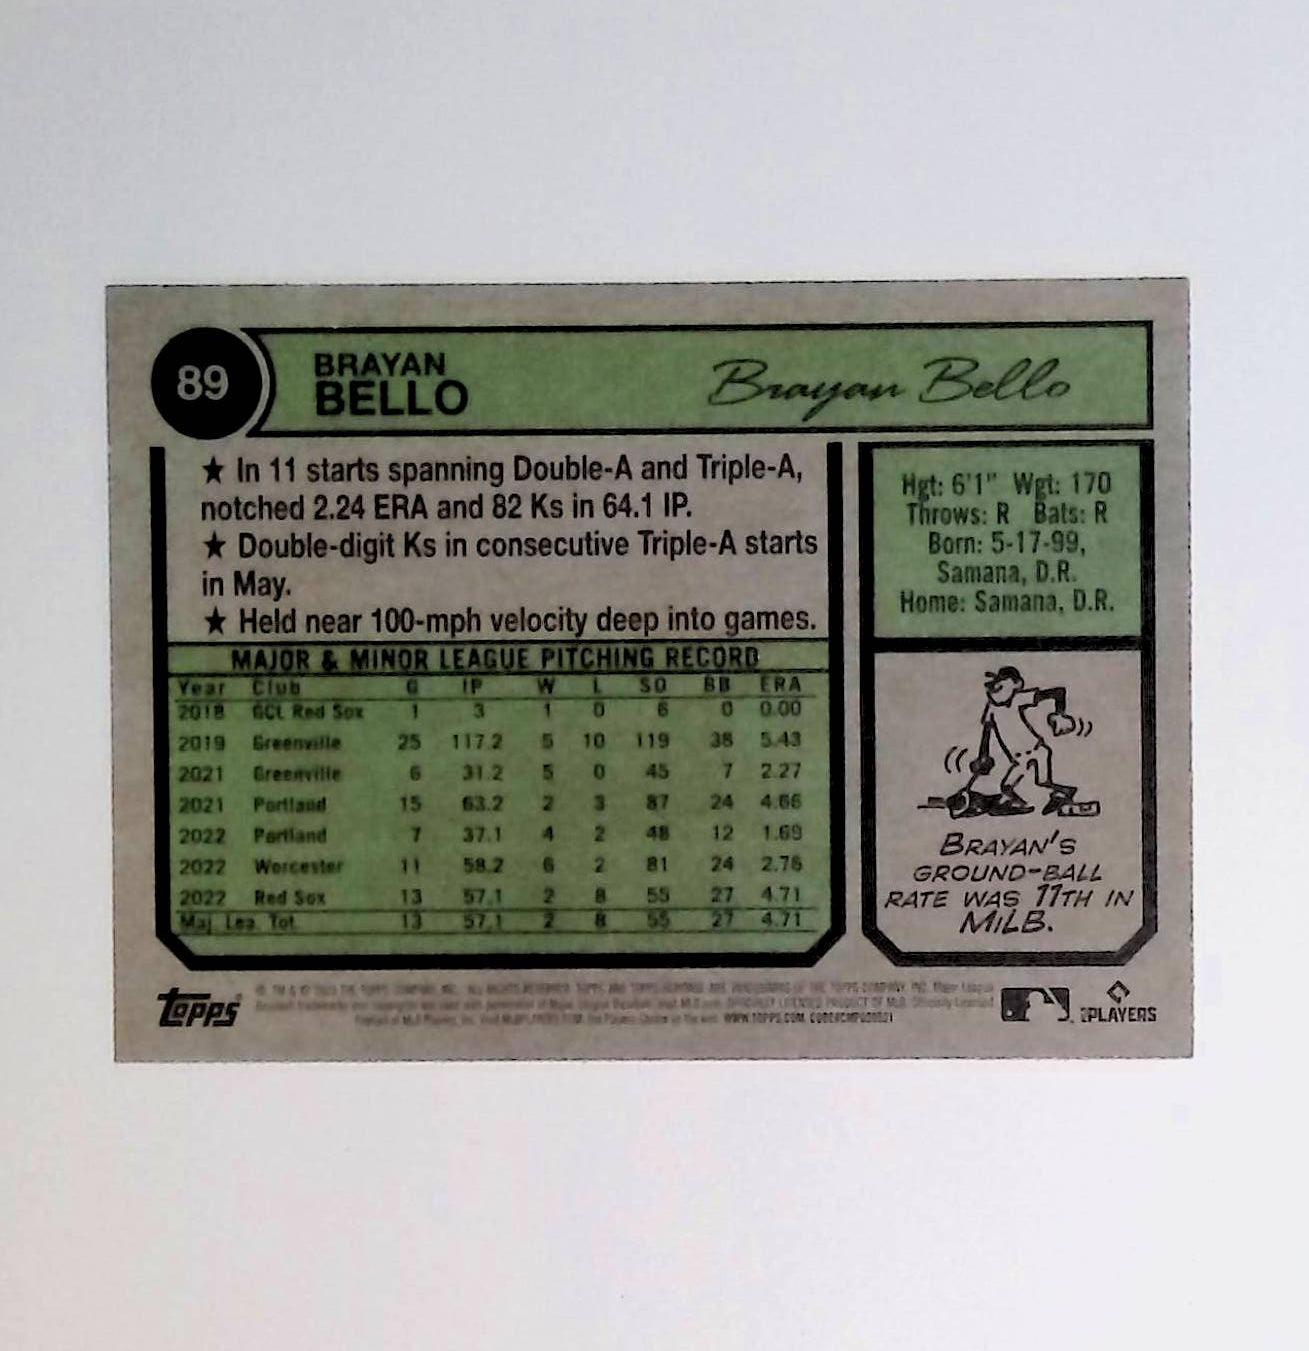 89
BRAYAN
BELLO
Brayan Bello
★ In 11 starts spanning Double-A and Triple-A,
notched 2.24 ERA and 82 Ks in 64.1 IP.
★ Double-digit Ks in consecutive Triple-A starts
in May.
★ Held near 100-mph velocity deep into games.
MAJOR & MINOR LEAGUE PITCHING RECORD
Year Club G IP W L SO BB ERA
2018 GCL Red Sox 1 3 1 0 6 0 0.00
2019 Greenville 25 117.2 5 10 119 38 5.43
2021 Greenville 6 31.2 5 0 45 7 2.27
2021 Portland 15 63.2 2 3 87 24 4.66
2022 Portland 7 37.1 4 2 48 12 1.69
2022 Worcester 11 58.2 6 2 81 24 2.76
2022 Red Sox 13 57.1 2 8 55 27 4.71
Maj. Lea. Tot. 13 57.1 2 8 55 27 4.71
Hgt: 6'1" Wgt: 170
Throws: R Bats: R
Born: 5-17-99,
Samana, D.R.
Home: Samana, D.R.
BRAYAN'S
GROUND-BALL
RATE WAS 11TH IN
MiLB.
topps
WWW.TOPPS.COM
PLAYERS